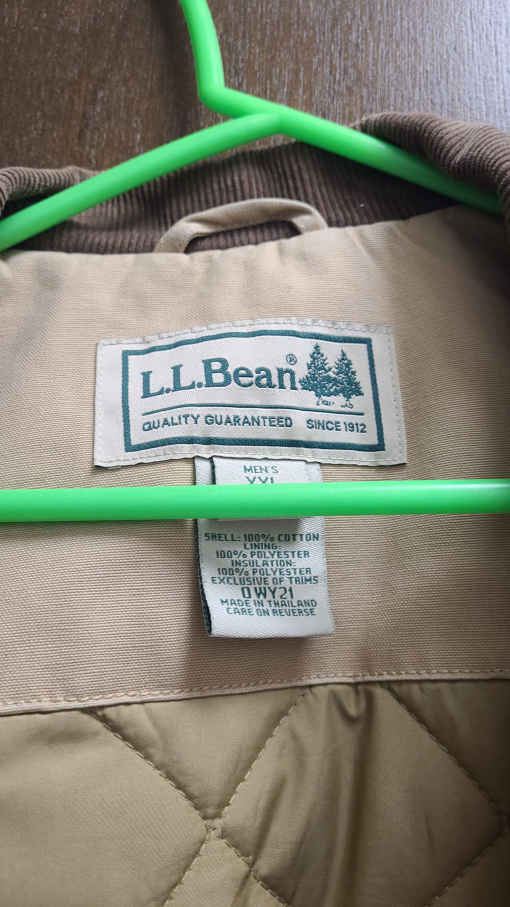 L.L.Bean®
QUALITY GUARANTEED SINCE 1912
MEN'S
XXL
SHELL: 100% COTTON
LINING:
100% POLYESTER
INSULATION:
100% POLYESTER
EXCLUSIVE OF TRIMS
0WY21
MADE IN THAILAND
CARE ON REVERSE